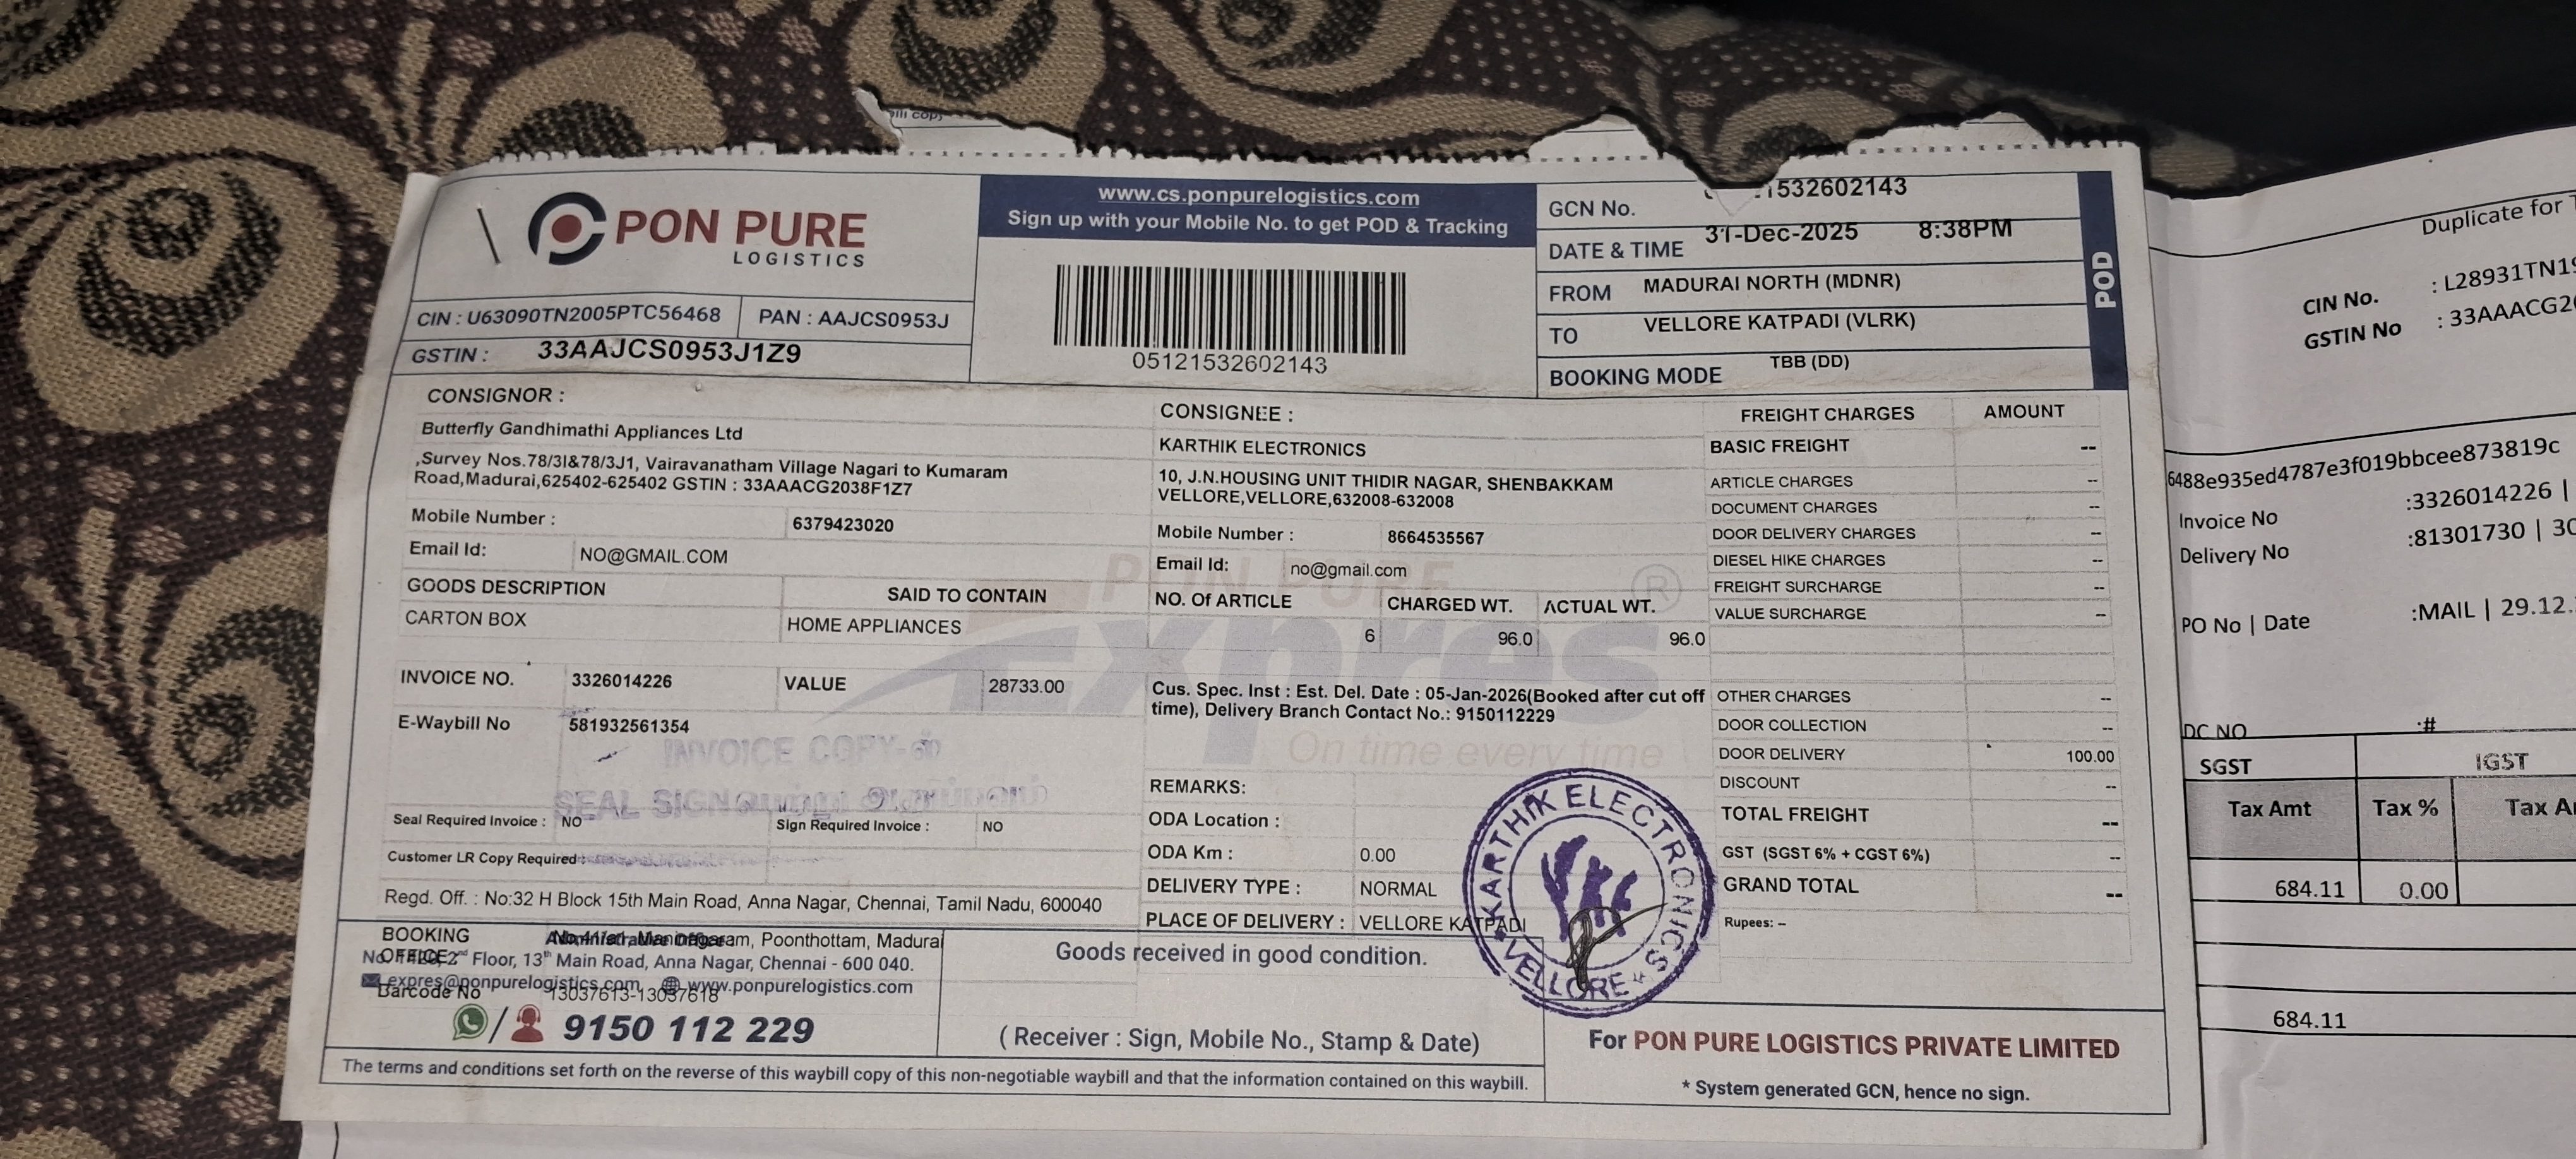 bill copy
PON PURE
LOGISTICS
CIN : U63090TN2005PTC56468
PAN : AAJCS0953J
GSTIN : 33AAJCS0953J1Z9
www.cs.ponpurelogistics.com
Sign up with your Mobile No. to get POD & Tracking
05121532602143
GCN No. 1532602143
DATE & TIME 31-Dec-2025 8:38PM
FROM MADURAI NORTH (MDNR)
TO VELLORE KATPADI (VLRK)
BOOKING MODE TBB (DD)
POD
CONSIGNOR :
Butterfly Gandhimathi Appliances Ltd
,Survey Nos.78/3I&78/3J1, Vairavanatham Village Nagari to Kumaram
Road,Madurai,625402-625402 GSTIN : 33AAACG2038F1Z7
Mobile Number : 6379423020
Email Id: NO@GMAIL.COM
GOODS DESCRIPTION SAID TO CONTAIN
CARTON BOX HOME APPLIANCES
INVOICE NO. 3326014226 VALUE 28733.00
E-Waybill No 581932561354
INVOICE COPY-ல்
SEAL SIGN
Seal Required Invoice : NO Sign Required Invoice : NO
Customer LR Copy Required :
Regd. Off. : No:32 H Block 15th Main Road, Anna Nagar, Chennai, Tamil Nadu, 600040
CONSIGNEE :
KARTHIK ELECTRONICS
10, J.N.HOUSING UNIT THIDIR NAGAR, SHENBAKKAM
VELLORE,VELLORE,632008-632008
Mobile Number : 8664535567
Email Id: no@gmail.com
PON PURE
Expres ®
On time every time
NO. Of ARTICLE CHARGED WT. ACTUAL WT.
6 96.0 96.0
Cus. Spec. Inst : Est. Del. Date : 05-Jan-2026(Booked after cut off
time), Delivery Branch Contact No.: 9150112229
REMARKS:
ODA Location :
ODA Km : 0.00
DELIVERY TYPE : NORMAL
PLACE OF DELIVERY : VELLORE KATPADI
FREIGHT CHARGES AMOUNT
BASIC FREIGHT --
ARTICLE CHARGES --
DOCUMENT CHARGES --
DOOR DELIVERY CHARGES --
DIESEL HIKE CHARGES --
FREIGHT SURCHARGE --
VALUE SURCHARGE --
OTHER CHARGES --
DOOR COLLECTION --
DOOR DELIVERY 100.00
DISCOUNT --
TOTAL FREIGHT --
GST (SGST 6% + CGST 6%) --
GRAND TOTAL --
Rupees: --
KARTHIK ELECTRONICS
VELLORE
BOOKING OFFICE:
Poonthottam, Madurai
2nd Floor, 13th Main Road, Anna Nagar, Chennai - 600 040.
expres@ponpurelogistics.com www.ponpurelogistics.com
Barcode No 13037613-13037618
9150 112 229
Goods received in good condition.
( Receiver : Sign, Mobile No., Stamp & Date)
For PON PURE LOGISTICS PRIVATE LIMITED
* System generated GCN, hence no sign.
The terms and conditions set forth on the reverse of this waybill copy of this non-negotiable waybill and that the information contained on this waybill.
Duplicate for
CIN No. : L28931TN19
GSTIN No : 33AAACG20
6488e935ed4787e3f019bbcee873819c
Invoice No :3326014226 |
Delivery No :81301730 | 30
PO No | Date :MAIL | 29.12.
DC NO :#
SGST IGST
Tax Amt Tax % Tax A
684.11 0.00
684.11